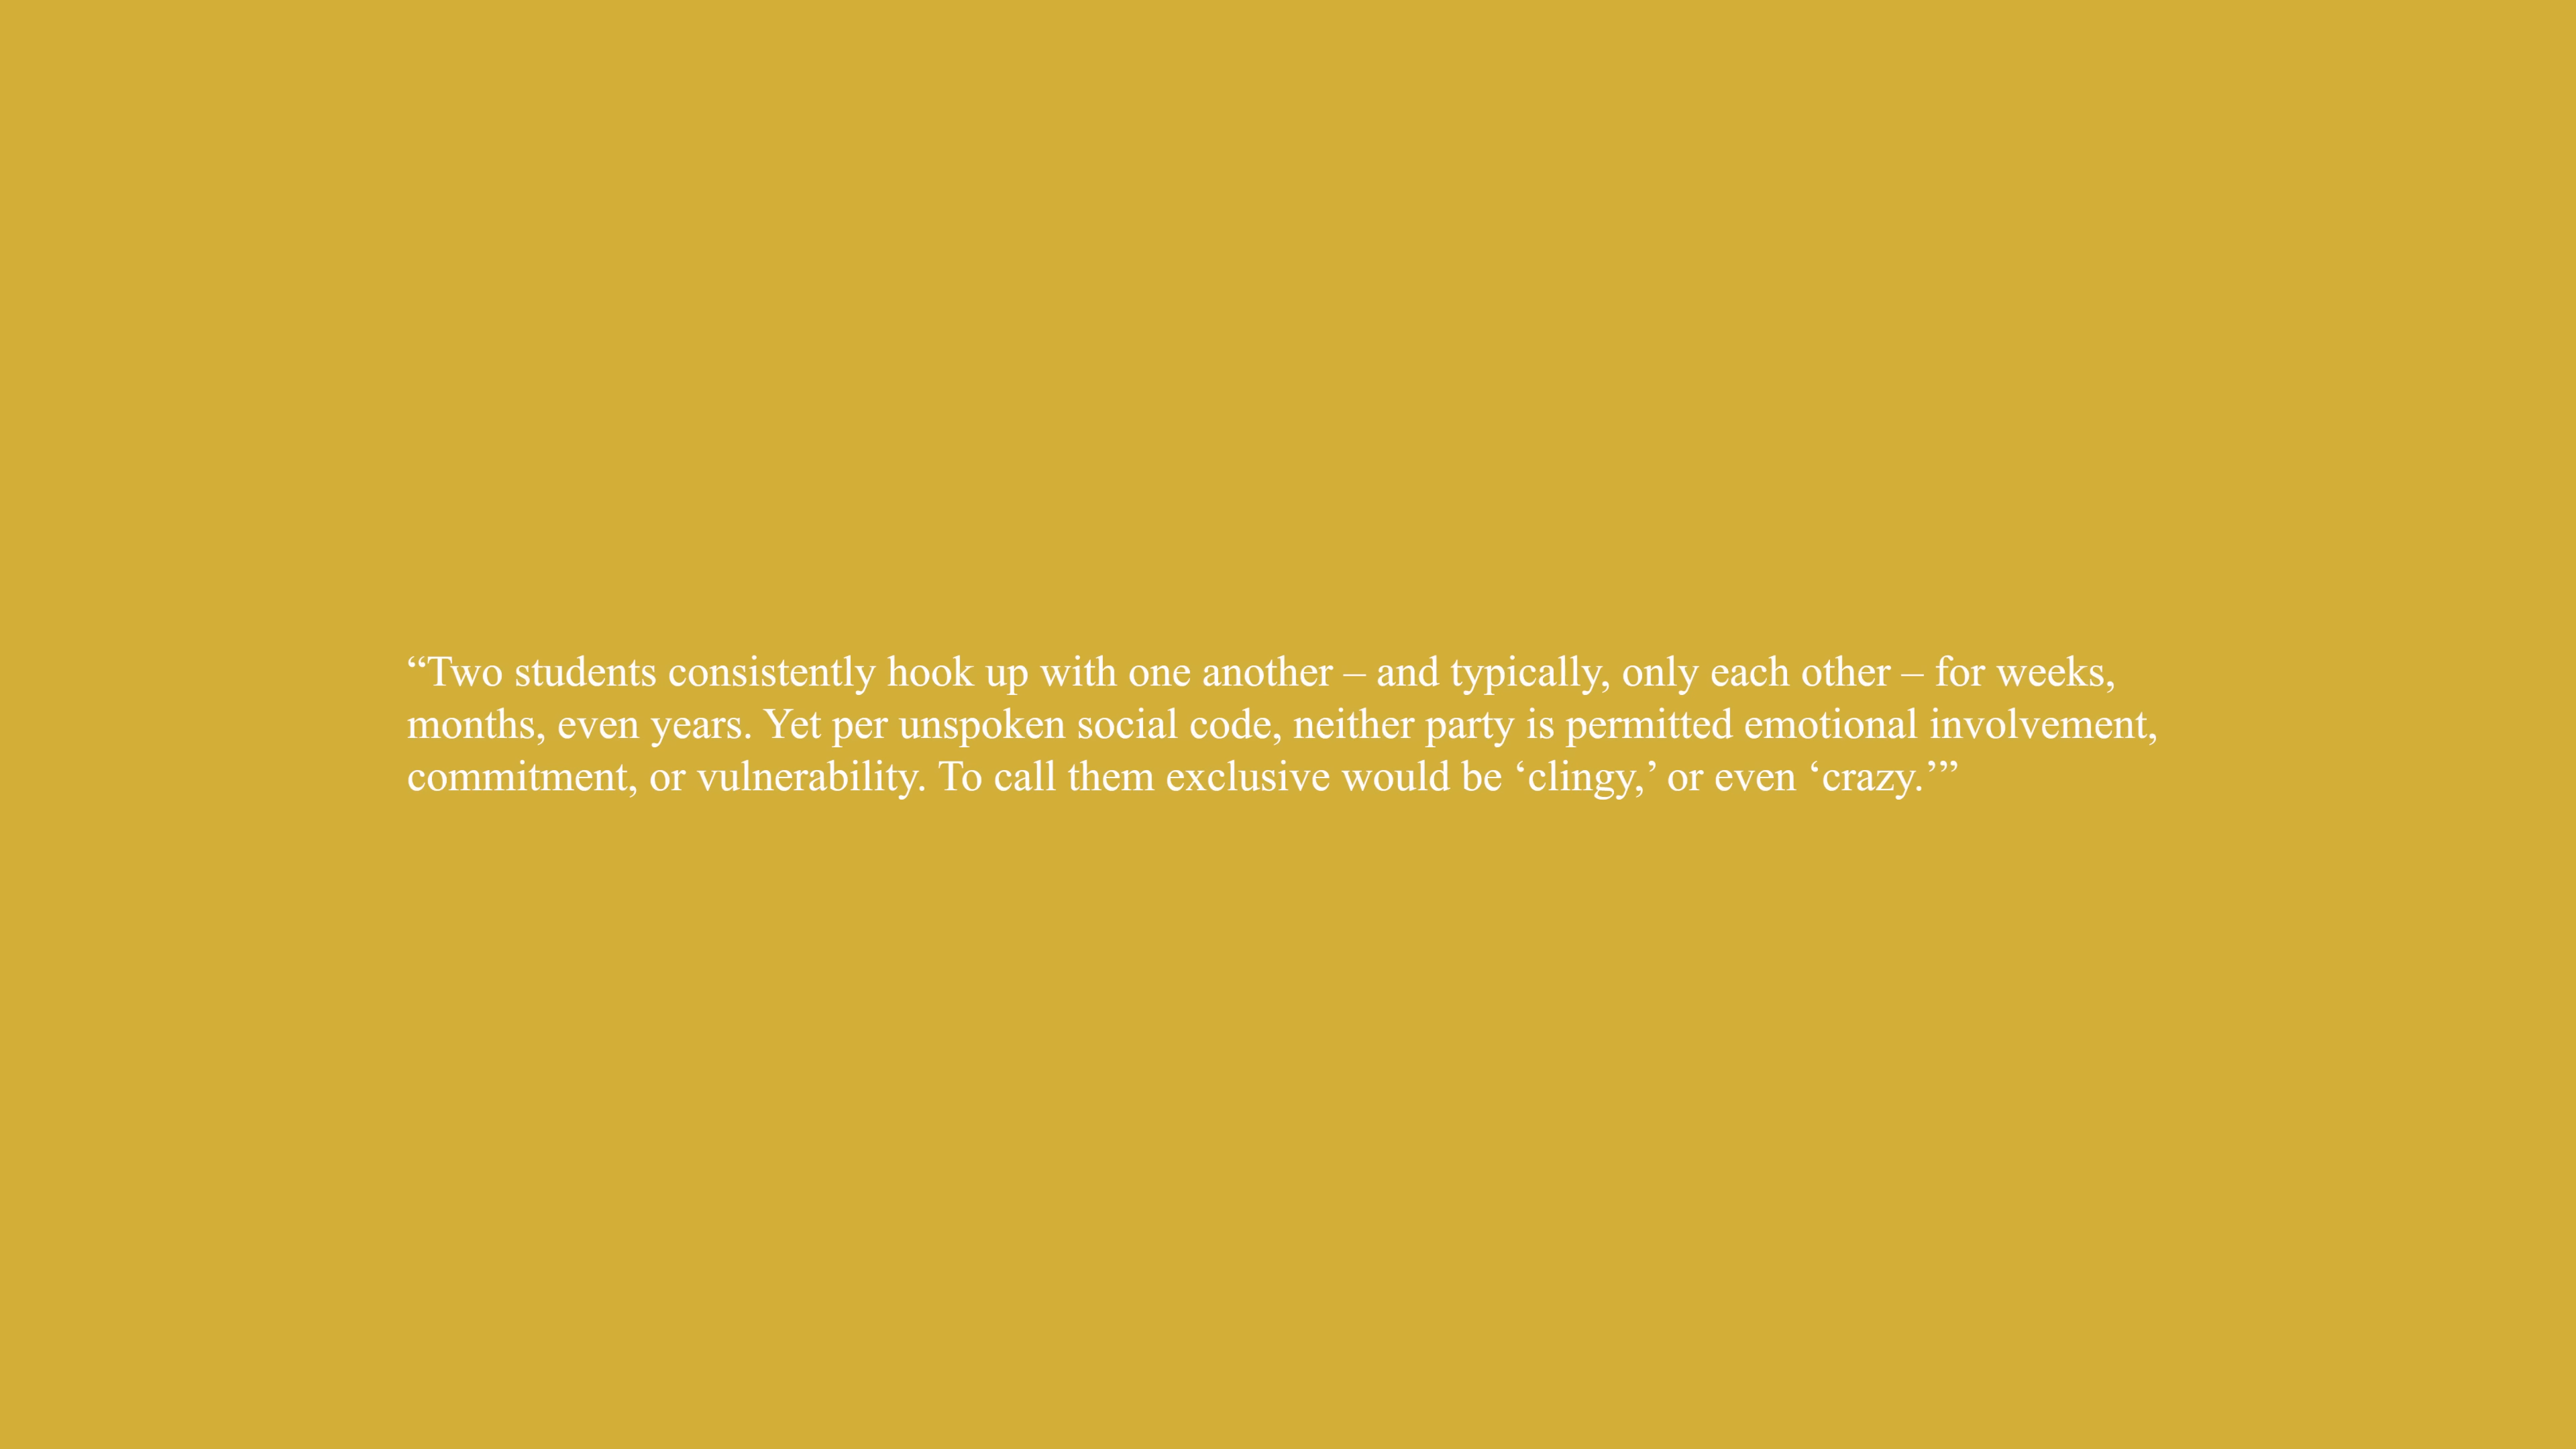 “Two students consistently hook up with one another – and typically, only each other – for weeks,
months, even years. Yet per unspoken social code, neither party is permitted emotional involvement,
commitment, or vulnerability. To call them exclusive would be ‘clingy,’ or even ‘crazy.’”